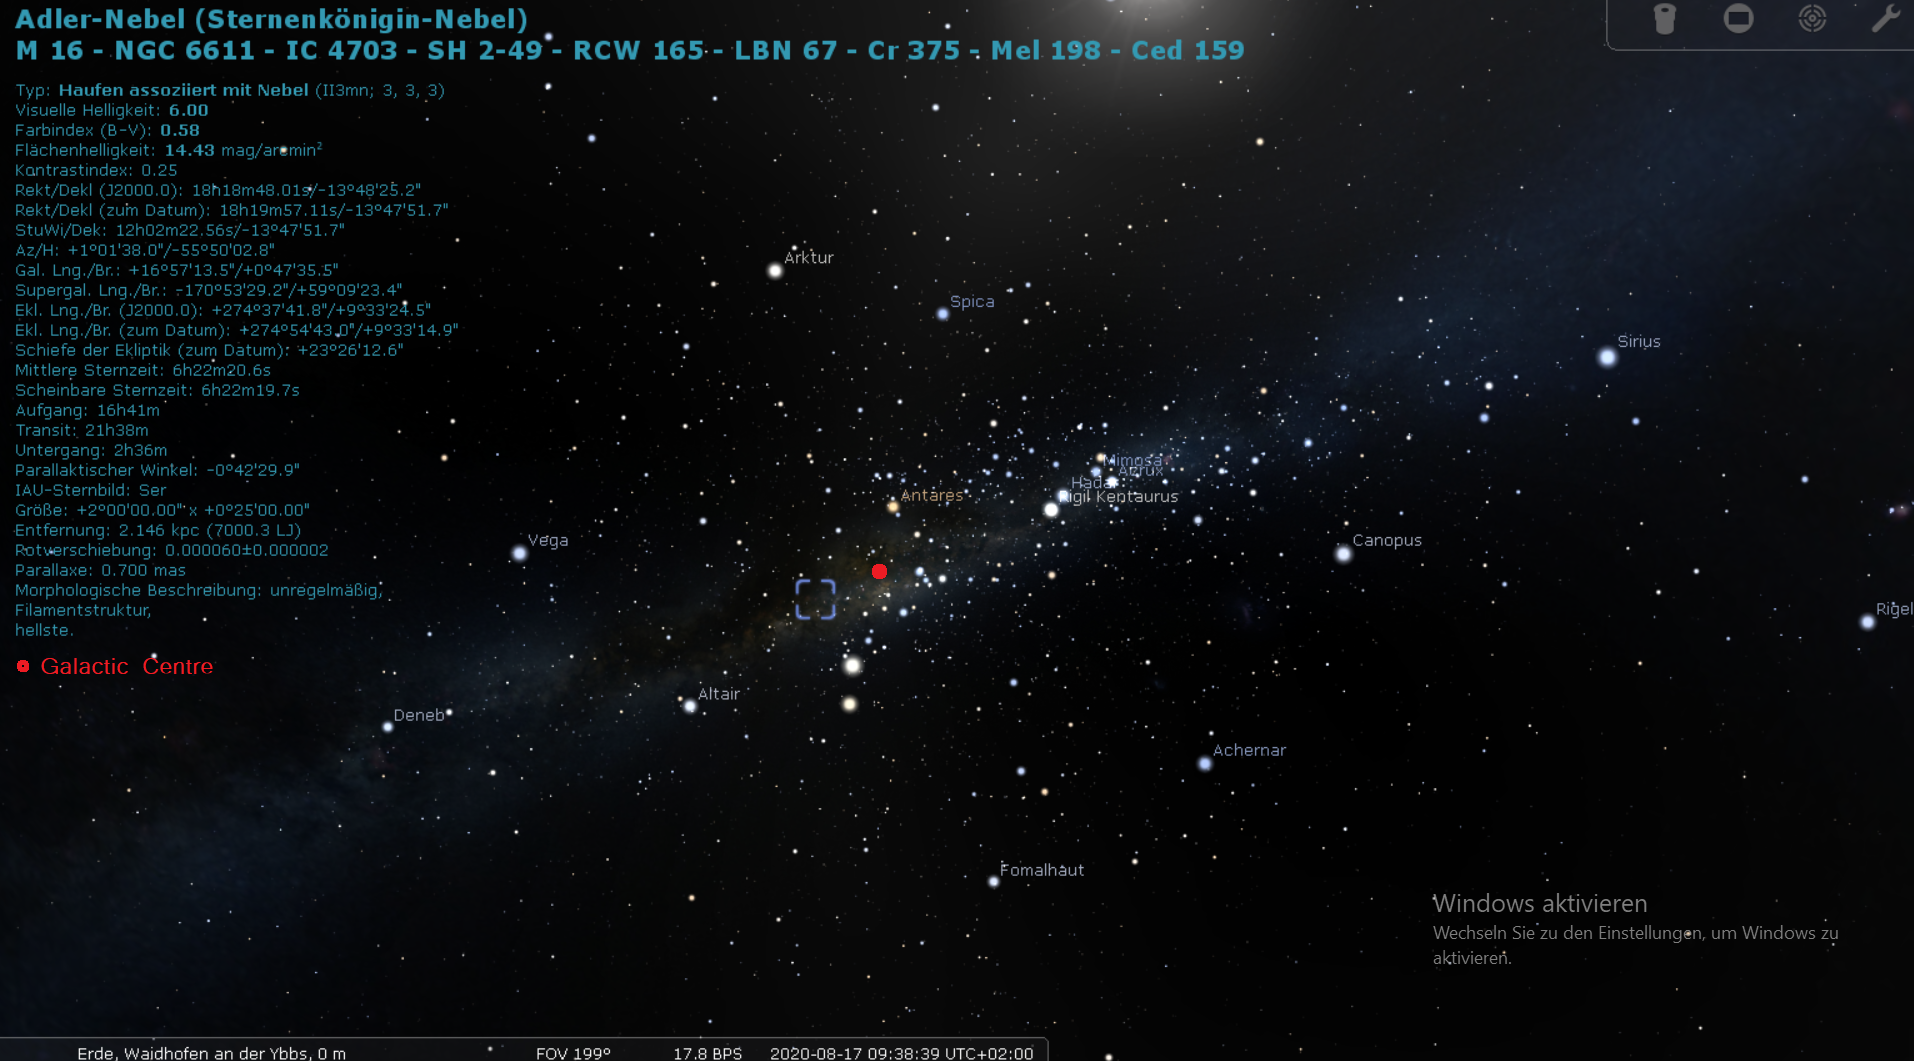 Adler-Nebel (Sternenkönigin-Nebel)
M 16 - NGC 6611 - IC 4703 - SH 2-49 - RCW 165 - LBN 67 - Cr 375 - Mel 198 - Ced 159
Typ: Haufen assoziiert mit Nebel (II3mn; 3, 3, 3)
Visuelle Helligkeit: 6.00
Farbindex (B-V): 0.58
Flächenhelligkeit: 14.43 mag/arcmin²
Kontrastindex: 0.25
Rekt/Dekl (J2000.0): 18h18m48.01s/-13°48'25.2"
Rekt/Dekl (zum Datum): 18h19m57.11s/-13°47'51.7"
StuWi/Dek: 12h02m22.56s/-13°47'51.7"
Az/H: +1°01'38.0"/-55°50'02.8"
Gal. Lng./Br.: +16°57'13.5"/+0°47'35.5"
Supergal. Lng./Br.: -170°53'29.2"/+59°09'23.4"
Ekl. Lng./Br. (J2000.0): +274°37'41.8"/+9°33'24.5"
Ekl. Lng./Br. (zum Datum): +274°54'43.0"/+9°33'14.9"
Schiefe der Ekliptik (zum Datum): +23°26'12.6"
Mittlere Sternzeit: 6h22m20.6s
Scheinbare Sternzeit: 6h22m19.7s
Aufgang: 16h41m
Transit: 21h38m
Untergang: 2h36m
Parallaktischer Winkel: -0°42'29.9"
IAU-Sternbild: Ser
Größe: +2°00'00.00" x +0°25'00.00"
Entfernung: 2.146 kpc (7000.3 LJ)
Rotverschiebung: 0.000060±0.000002
Parallaxe: 0.700 mas
Morphologische Beschreibung: unregelmäßig,
Filamentstruktur,
hellste.
Galactic Centre
Arktur
Spica
Sirius
Mimosa
Acrux
Hadar
Rigil Kentaurus
Antares
Vega
Canopus
Rigel
Altair
Deneb
Achernar
Fomalhaut
Windows aktivieren
Wechseln Sie zu den Einstellungen, um Windows zu
aktivieren.
Erde, Waidhofen an der Ybbs, 0 m FOV 199° 17.8 BPS 2020-08-17 09:38:39 UTC+02:00